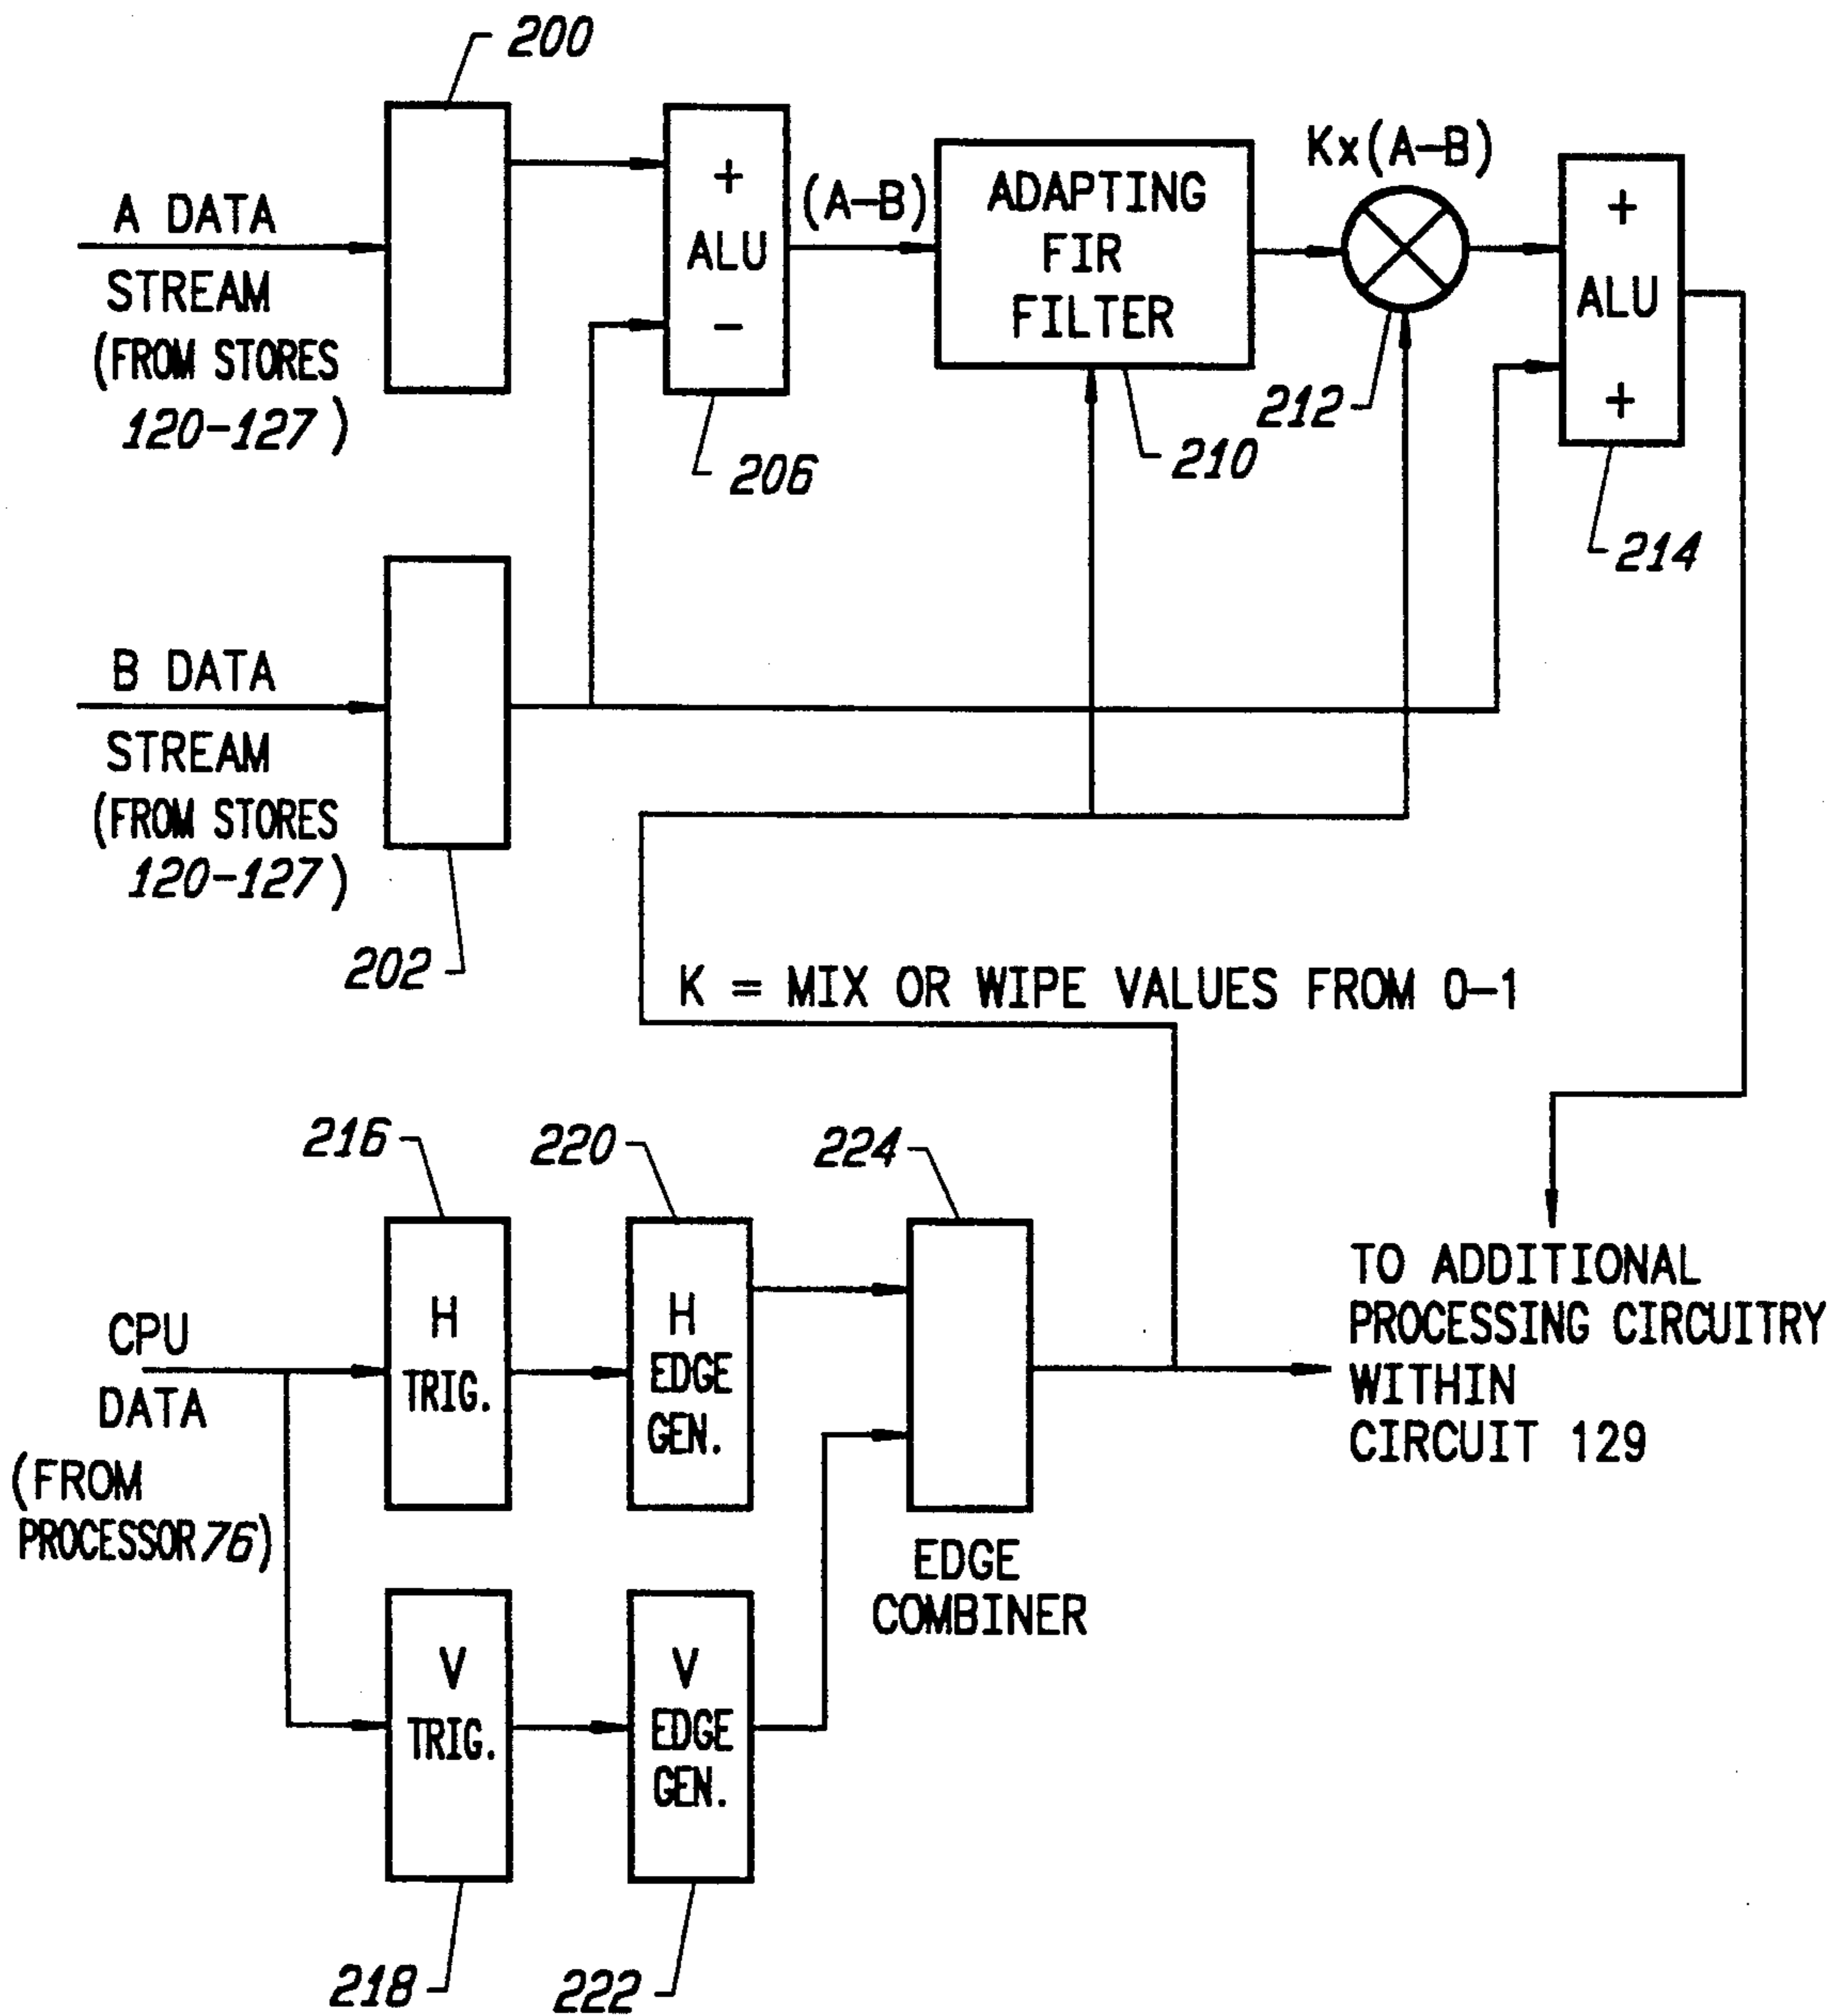 200
A DATA
STREAM
(FROM STORES
120-127)
+
ALU
-
206
(A-B)
ADAPTING
FIR
FILTER
210
Kx(A-B)
212
+
ALU
+
214
B DATA
STREAM
(FROM STORES
120-127)
202
K = MIX OR WIPE VALUES FROM 0-1
216
220
224
CPU
DATA
(FROM
PROCESSOR 76)
H
TRIG.
H
EDGE
GEN.
EDGE
COMBINER
TO ADDITIONAL
PROCESSING CIRCUITRY
WITHIN
CIRCUIT 129
V
TRIG.
V
EDGE
GEN.
218
222